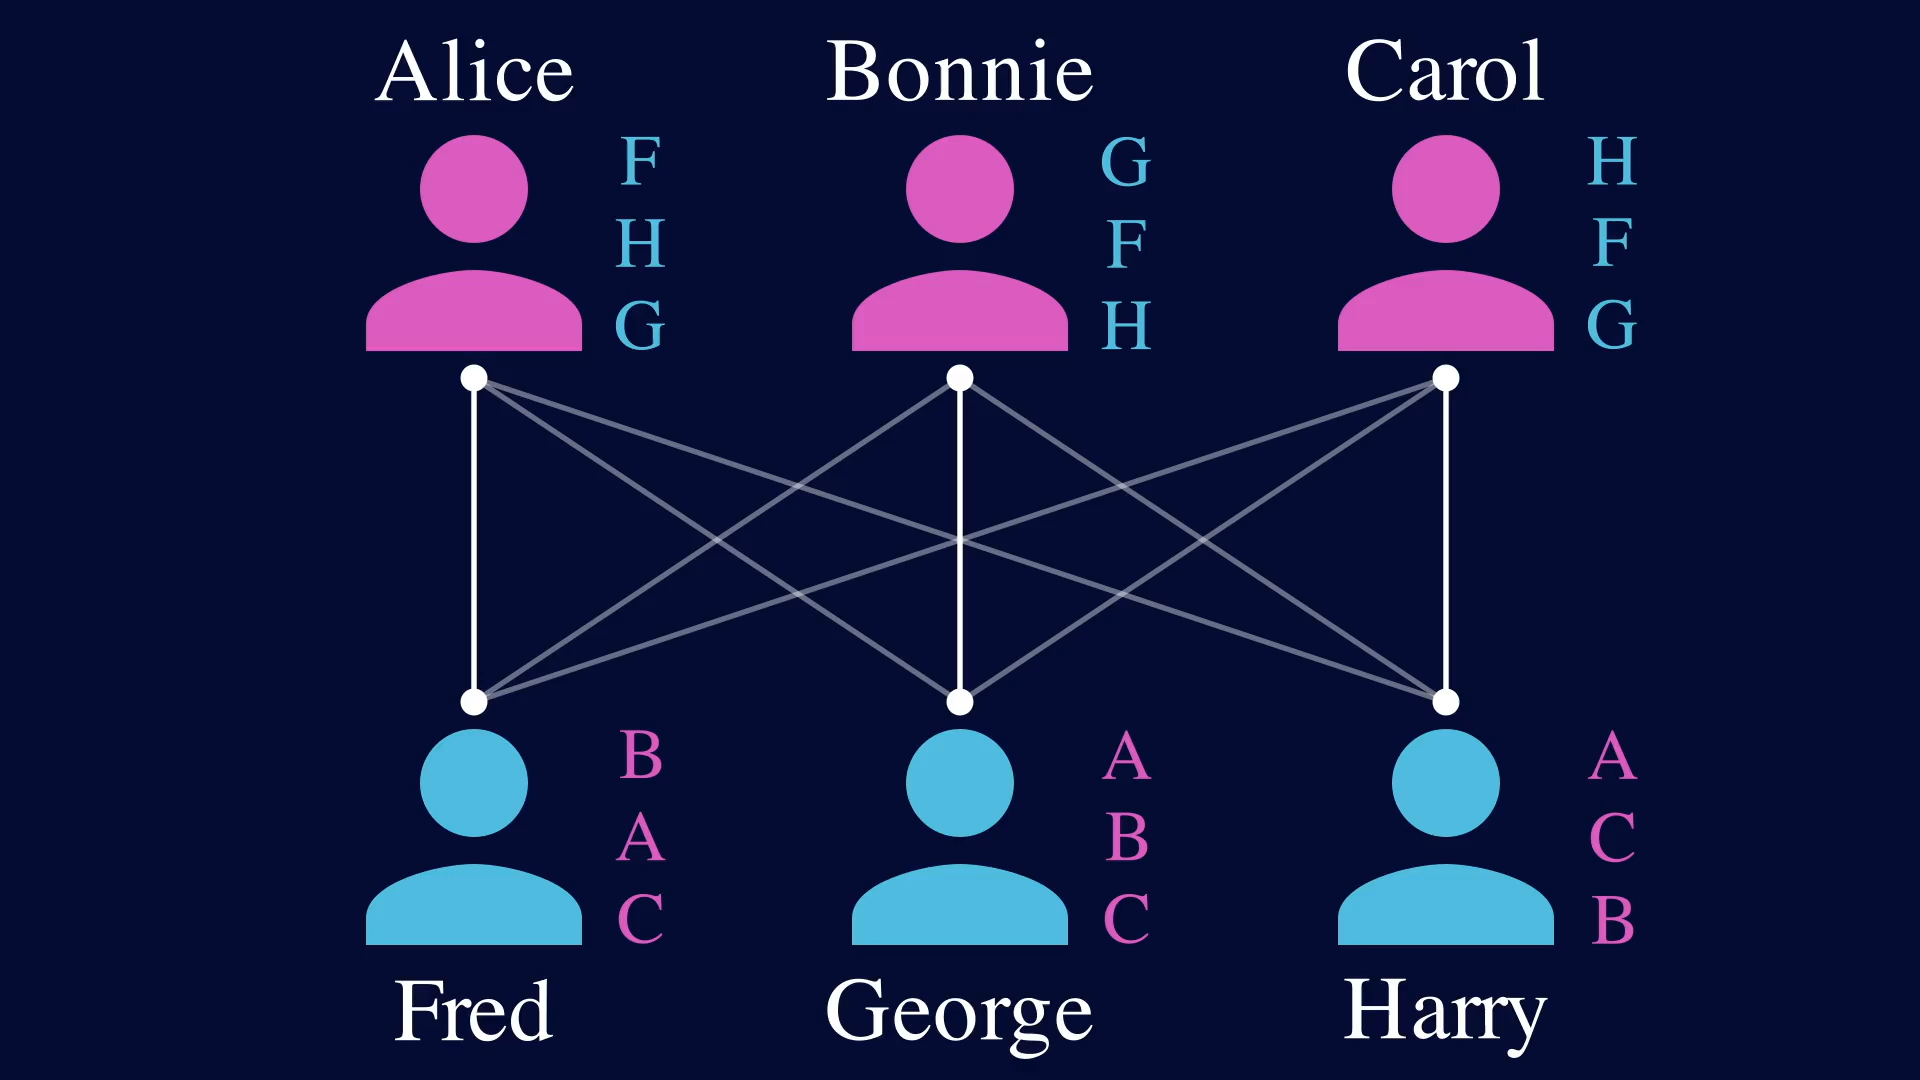 Alice Bonnie Carol
F G H
H F F
G H G
B A A
A B C
C C B
Fred George Harry